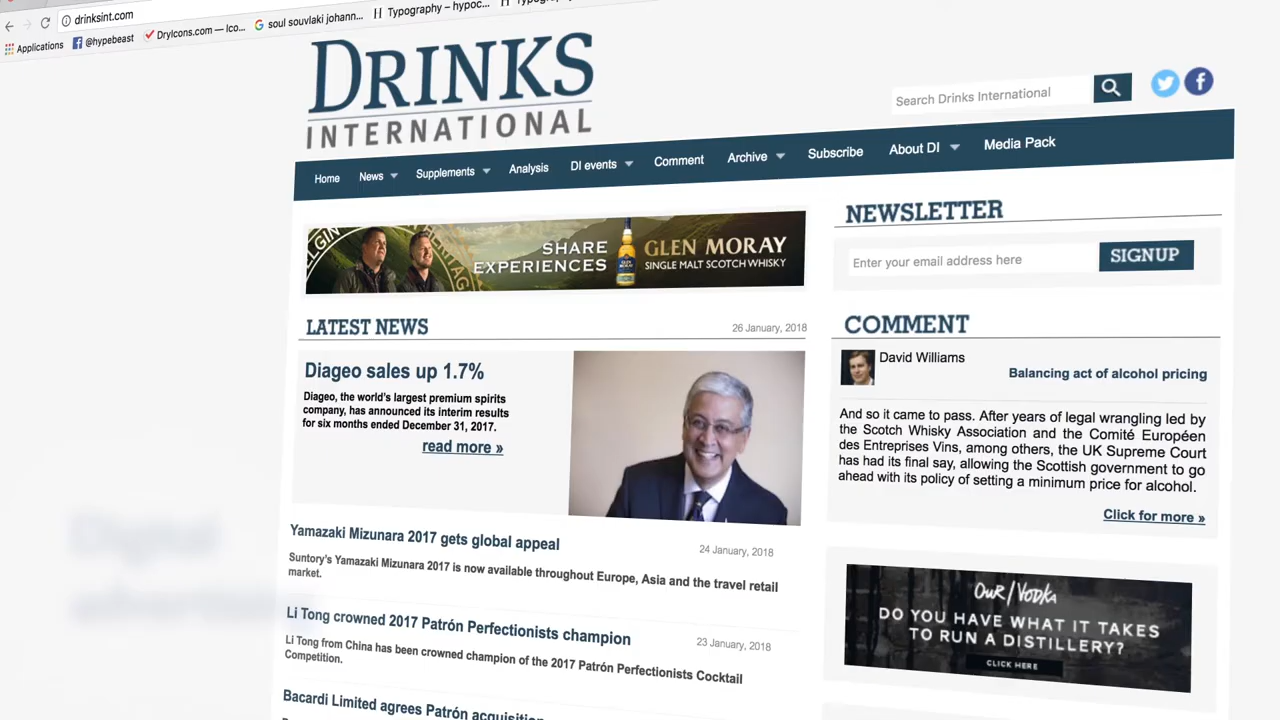 drinksint.com
Applications
@hypebeast
DryIcons.com — Ico...
soul souvlaki johann...
Typography – hypoc...
DRINKS
INTERNATIONAL
Search Drinks International
Home
News
Supplements
Analysis
DI events
Comment
Archive
Subscribe
About DI
Media Pack
SHARE
EXPERIENCES
GLEN MORAY
SINGLE MALT SCOTCH WHISKY
NEWSLETTER
Enter your email address here
SIGNUP
LATEST NEWS
26 January, 2018
Diageo sales up 1.7%
Diageo, the world's largest premium spirits
company, has announced its interim results
for six months ended December 31, 2017.
read more »
Yamazaki Mizunara 2017 gets global appeal
24 January, 2018
Suntory's Yamazaki Mizunara 2017 is now available throughout Europe, Asia and the travel retail
market.
Li Tong crowned 2017 Patrón Perfectionists champion
23 January, 2018
Li Tong from China has been crowned champion of the 2017 Patrón Perfectionists Cocktail
Competition.
Bacardi Limited agrees Patrón acquisition
COMMENT
David Williams
Balancing act of alcohol pricing
And so it came to pass. After years of legal wrangling led by
the Scotch Whisky Association and the Comité Européen
des Entreprises Vins, among others, the UK Supreme Court
has had its final say, allowing the Scottish government to go
ahead with its policy of setting a minimum price for alcohol.
Click for more »
OUR/VODKA
DO YOU HAVE WHAT IT TAKES
TO RUN A DISTILLERY?
CLICK HERE
Digital